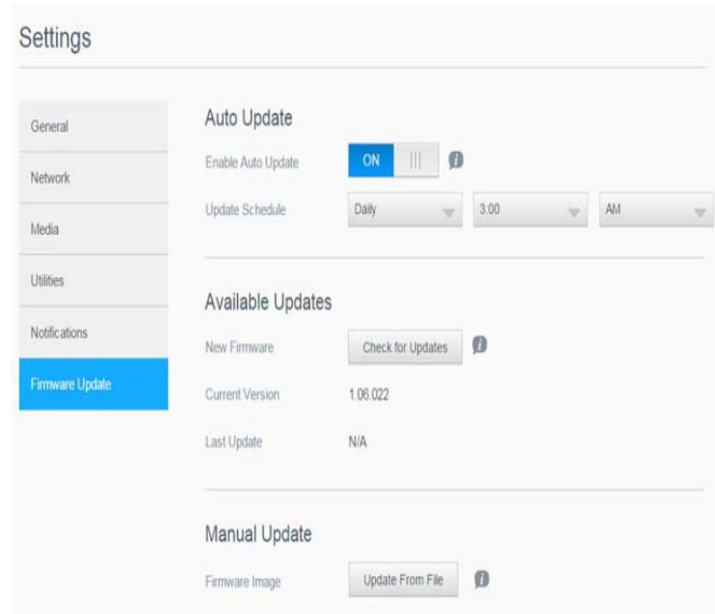 Settings
General
Network
Media
Utilities
Notifications
Firmware Update
Auto Update
Enable Auto Update ON
Update Schedule Daily 3:00 AM
Available Updates
New Firmware Check for Updates
Current Version 1.06.022
Last Update N/A
Manual Update
Firmware Image Update From File